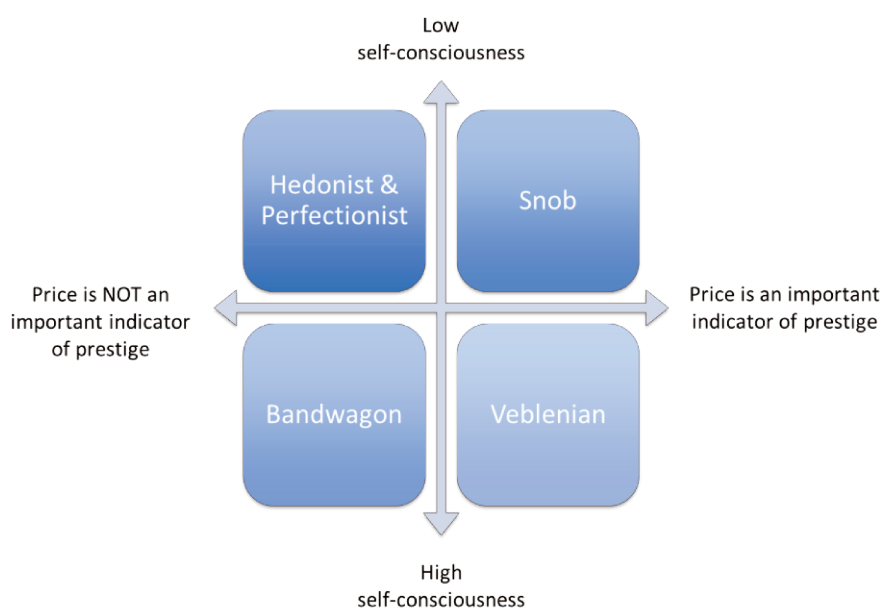 Low
self-consciousness
Hedonist &
Perfectionist
Snob
Price is NOT an
important indicator
of prestige
Price is an important
indicator of prestige
Bandwagon
Veblenian
High
self-consciousness